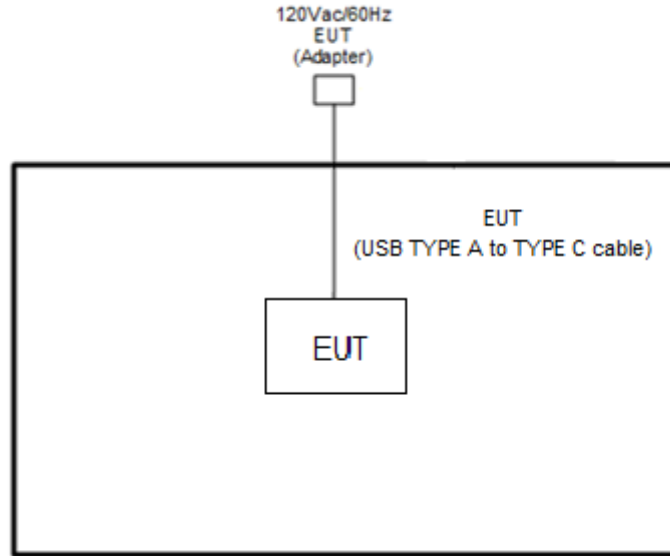 120Vac/60Hz
EUT
(Adapter)
EUT
(USB TYPE A to TYPE C cable)
EUT